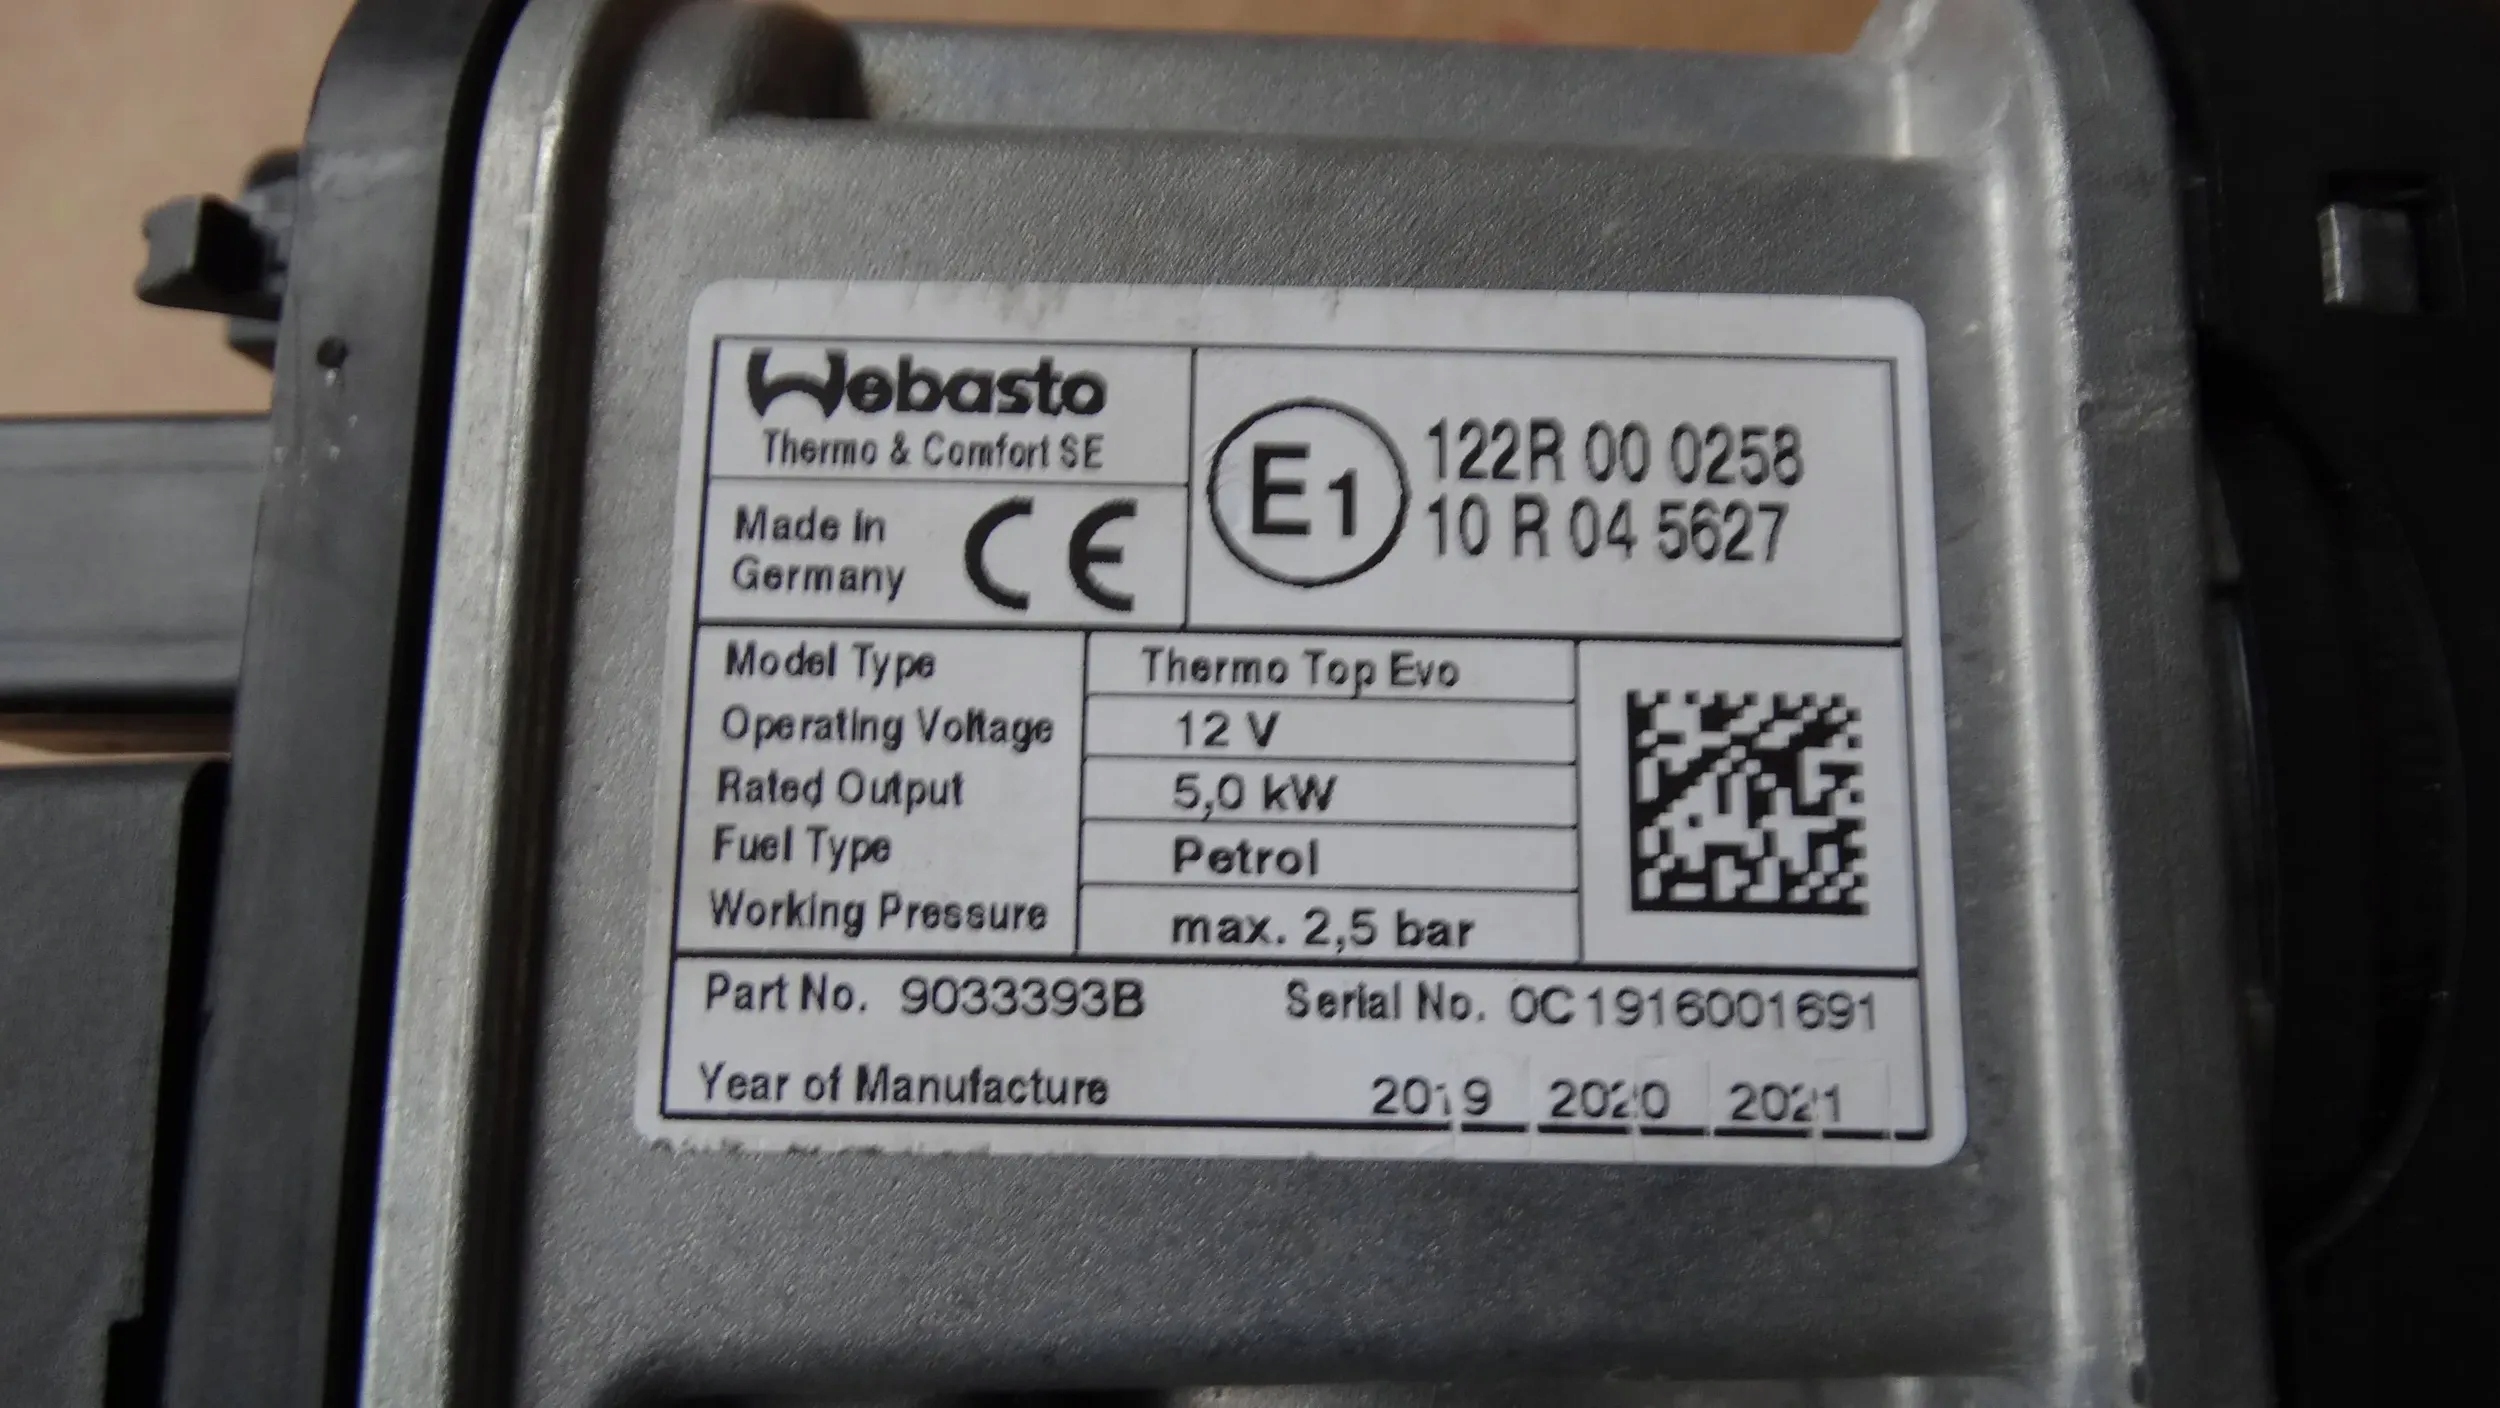 Webasto
Thermo & Comfort SE
Made in
Germany
CE
E1
122R 00 0258
10 R 04 5627
Model Type Thermo Top Evo
Operating Voltage 12 V
Rated Output 5,0 kW
Fuel Type Petrol
Working Pressure max. 2,5 bar
Part No. 9033393B Serial No. 0C1916001691
Year of Manufacture 2019 2020 2021